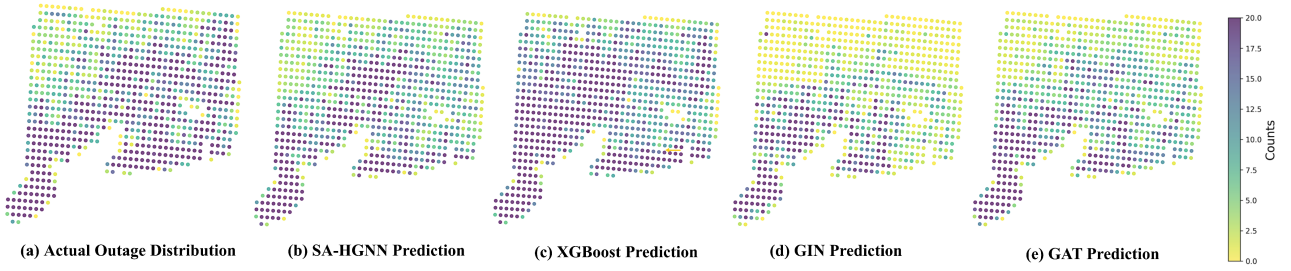 20.0
17.5
15.0
12.5
10.0
7.5
5.0
2.5
0.0
Counts
(a) Actual Outage Distribution
(b) SA-HGNN Prediction
(c) XGBoost Prediction
(d) GIN Prediction
(e) GAT Prediction